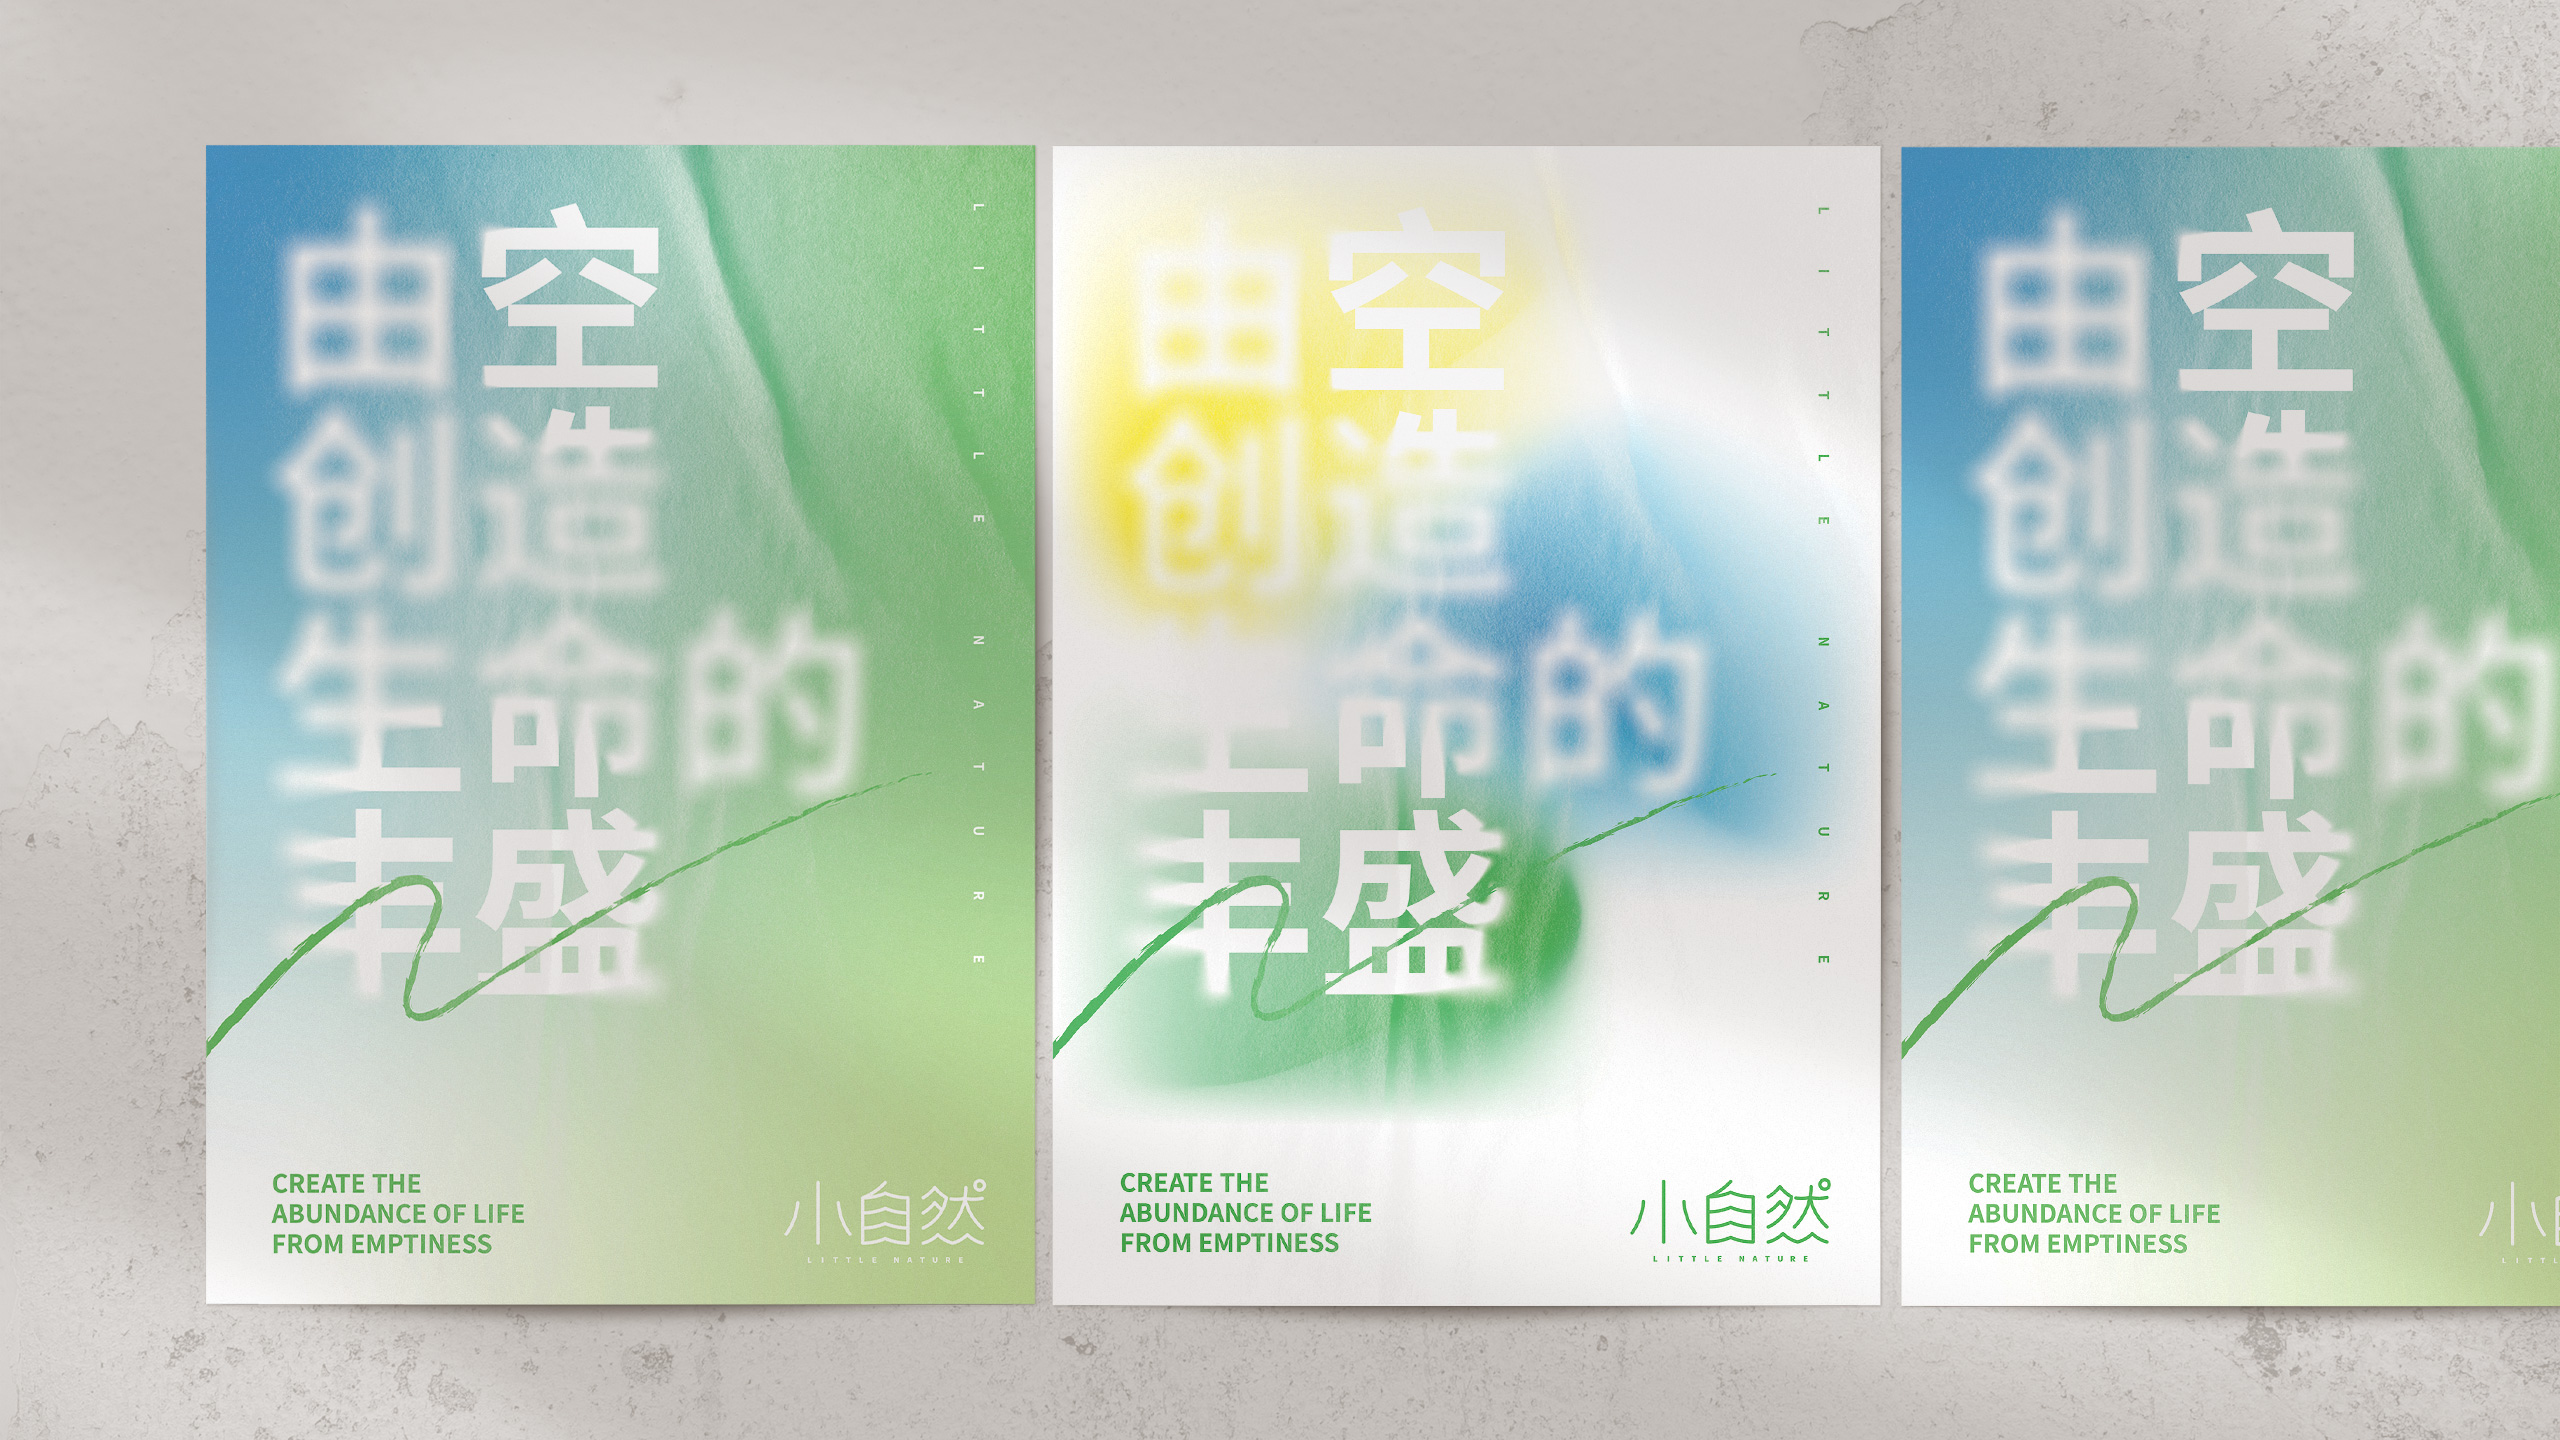 由空
创造
生命的
丰盛
LITTLE NATURE
CREATE THE
ABUNDANCE OF LIFE
FROM EMPTINESS
小自然
LITTLE NATURE
由空
创造
生命的
丰盛
LITTLE NATURE
CREATE THE
ABUNDANCE OF LIFE
FROM EMPTINESS
小自然
LITTLE NATURE
由空
创造
生命的
丰盛
CREATE THE
ABUNDANCE OF LIFE
FROM EMPTINESS
小